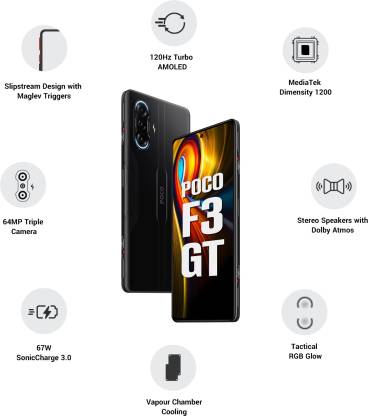 120Hz Turbo
AMOLED
Slipstream Design with
Maglev Triggers
MediaTek
Dimensity 1200
POCO
F3
GT
POCO
64MP Triple
Camera
Stereo Speakers with
Dolby Atmos
67W
SonicCharge 3.0
Tactical
RGB Glow
Vapour Chamber
Cooling